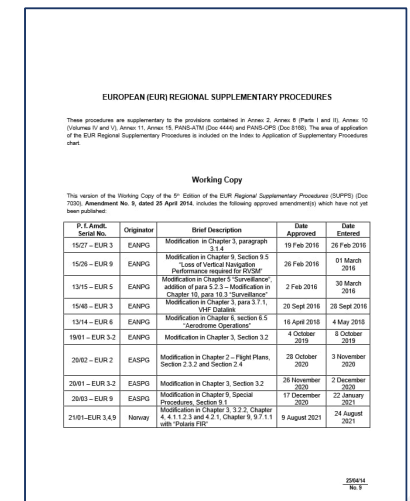 EUROPEAN (EUR) REGIONAL SUPPLEMENTARY PROCEDURES
These procedures are supplementary to the provisions contained in Annex 2, Annex 6 (Parts I and II), Annex 10
(Volumes IV and V), Annex 11, Annex 15, PANS-ATM (Doc 4444) and PANS-OPS (Doc 8168). The area of application
of the EUR Regional Supplementary Procedures is included on the Index to Application of Supplementary Procedures
chart.
Working Copy
This version of the Working Copy of the 5th Edition of the EUR Regional Supplementary Procedures (SUPPS) (Doc
7030), Amendment No. 9, dated 25 April 2014, includes the following approved amendment(s) which have not yet
been published:
P. f. Amdt. Serial No. Originator Brief Description Date Approved Date Entered
15/27 – EUR 3 EANPG Modification in Chapter 3, paragraph 3.1.4 19 Feb 2016 26 Feb 2016
15/26 – EUR 9 EANPG Modification in Chapter 9, Section 9.5 "Loss of Vertical Navigation Performance required for RVSM" 26 Feb 2016 01 March 2016
13/15 – EUR 5 EANPG Modification in Chapter 5 "Surveillance", addition of para 5.2.3 – Modification in Chapter 10, para 10.3 "Surveillance" 2 Feb 2016 30 March 2016
15/48 – EUR 3 EANPG Modification in Chapter 3, para 3.7.1, VHF Datalink 20 Sept 2016 28 Sept 2016
13/14 – EUR 6 EANPG Modification in Chapter 6, section 6.5 "Aerodrome Operations" 16 April 2018 4 May 2018
19/01 – EUR 3-2 EANPG Modification in Chapter 3, Section 3.2 4 October 2019 8 October 2019
20/02 – EUR 2 EASPG Modification in Chapter 2 – Flight Plans, Section 2.3.2 and Section 2.4 28 October 2020 3 November 2020
20/01 – EUR 3-2 EASPG Modification in Chapter 3, Section 3.2 26 November 2020 2 December 2020
20/03 – EUR 9 EASPG Modification in Chapter 9, Special Procedures, Section 9.1 17 December 2020 22 January 2021
21/01–EUR 3,4,9 Norway Modification in Chapter 3, 3.2.2, Chapter 4, 4.1.1.2.3 and 4.2.1, Chapter 9, 9.7.1.1 with "Polaris FIR" 9 August 2021 24 August 2021
25/04/14
No. 9